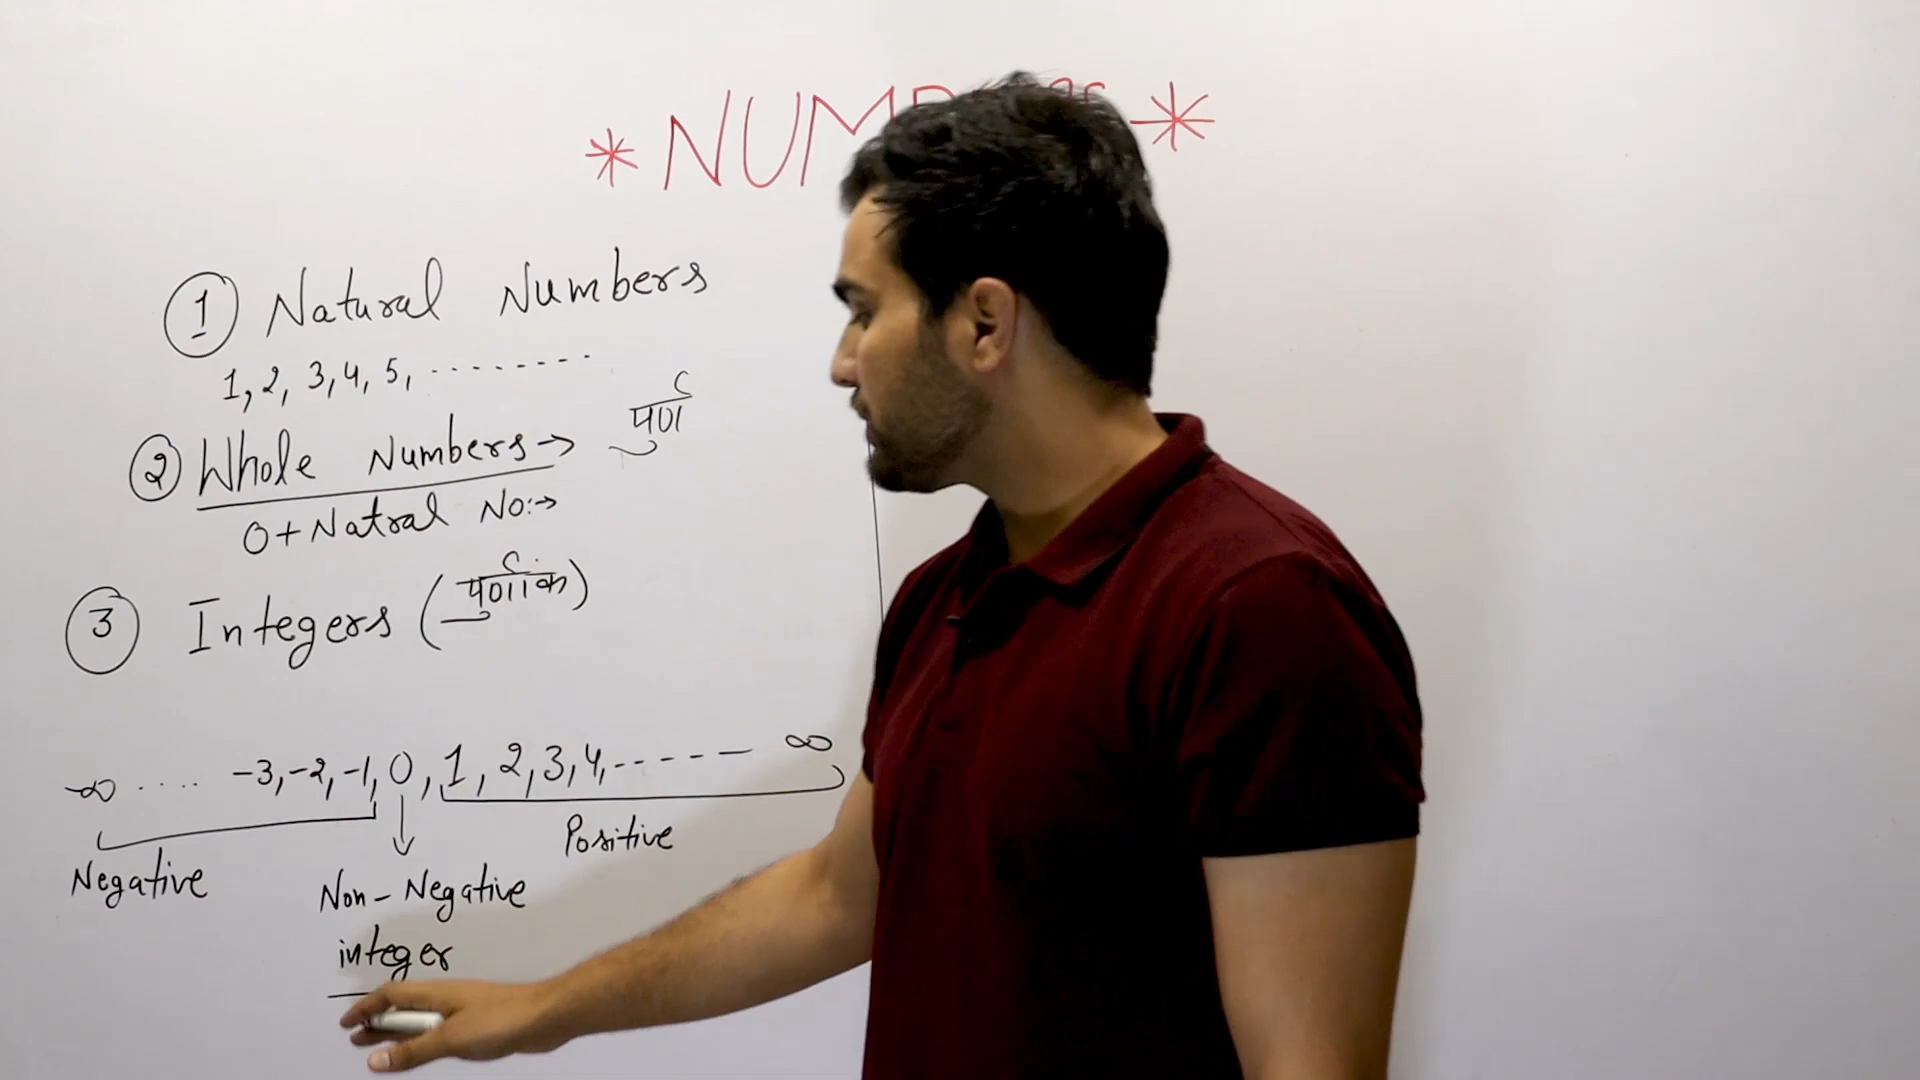 * NUM *
① Natural Numbers
1, 2, 3, 4, 5, ........
② Whole Numbers → पूर्ण
0 + Natral No:→
③ Integers (पूर्णांक)
-∞ .... -3, -2, -1, 0, 1, 2, 3, 4, ----- ∞
Negative
Positive
Non-Negative
integer